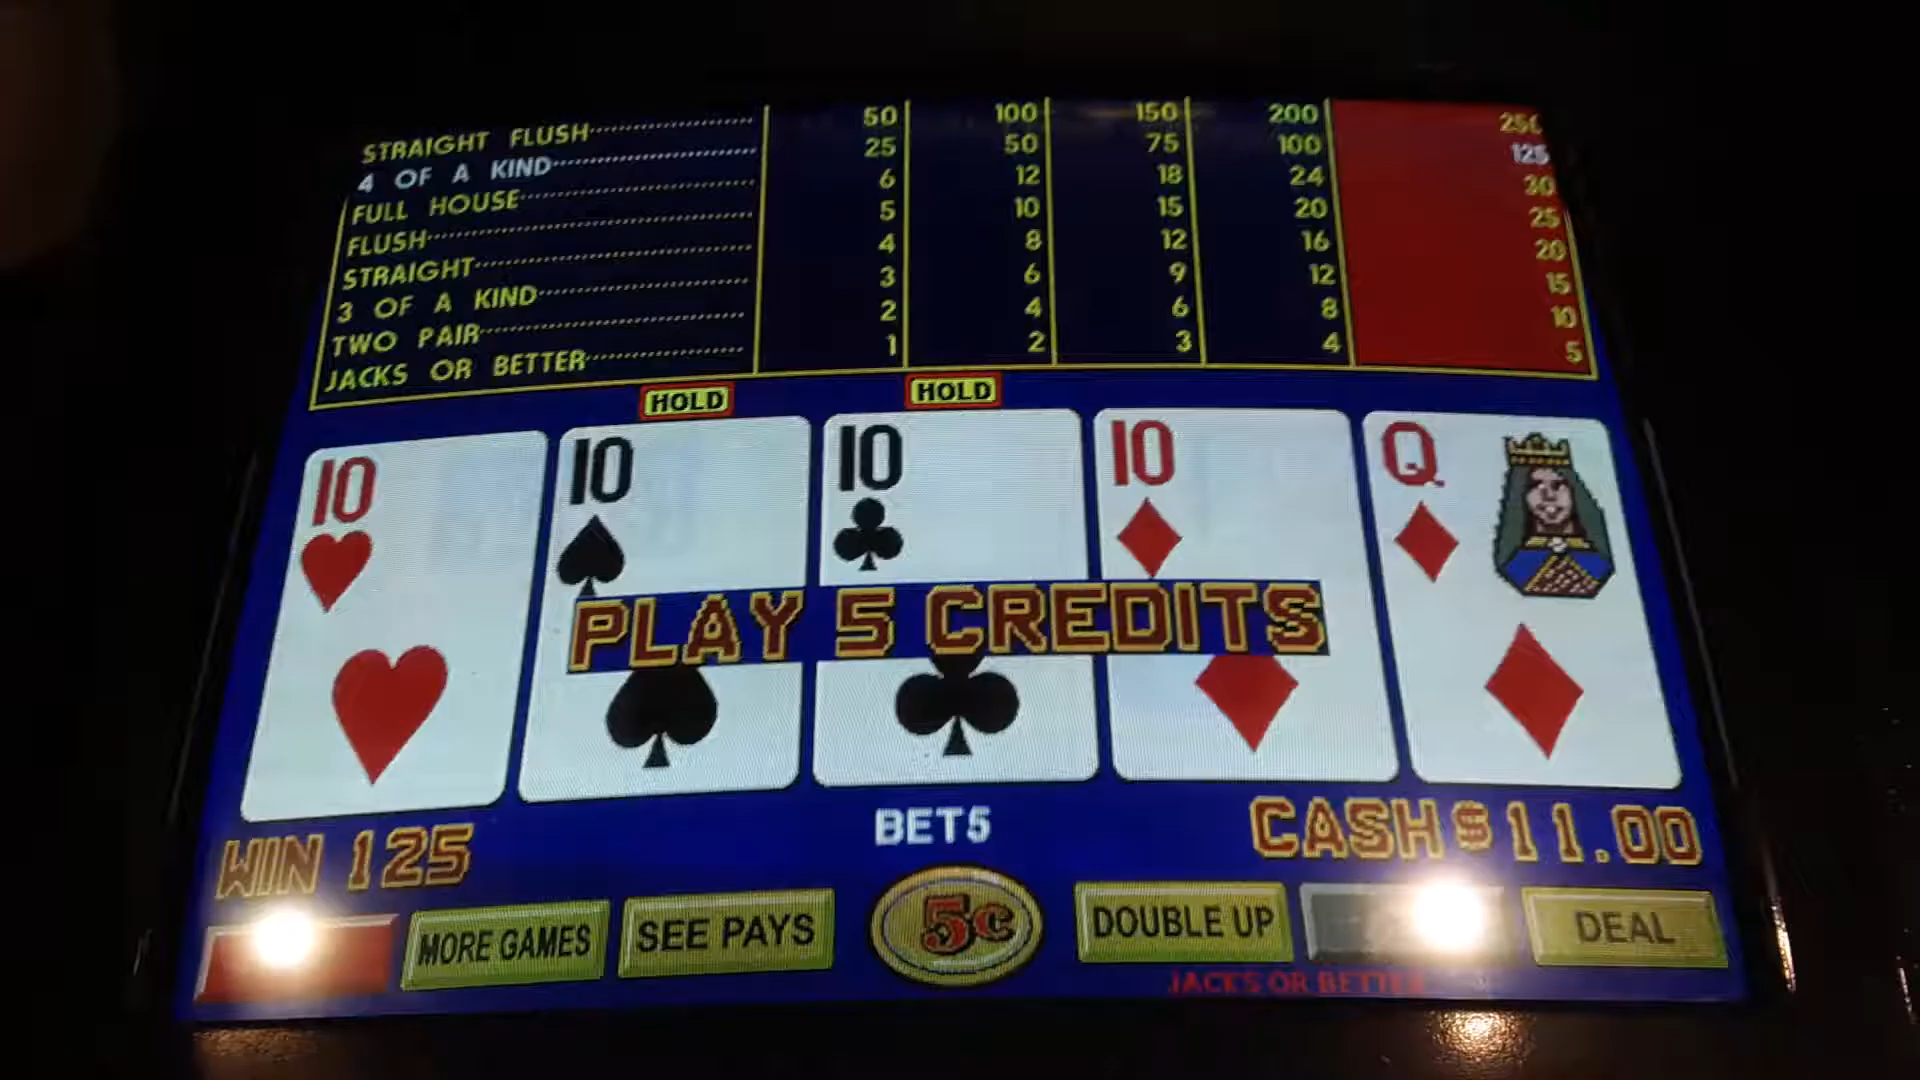 STRAIGHT FLUSH 50 100 150 200 250
4 OF A KIND 25 50 75 100 125
FULL HOUSE 6 12 18 24 30
FLUSH 5 10 15 20 25
STRAIGHT 4 8 12 16 20
3 OF A KIND 3 6 9 12 15
TWO PAIR 2 4 6 8 10
JACKS OR BETTER 1 2 3 4 5
HOLD HOLD
10 10 10 10 Q
PLAY 5 CREDITS
WIN 125 BET5 CASH $11.00
MORE GAMES SEE PAYS 5¢ DOUBLE UP DEAL
JACKS OR BETTER